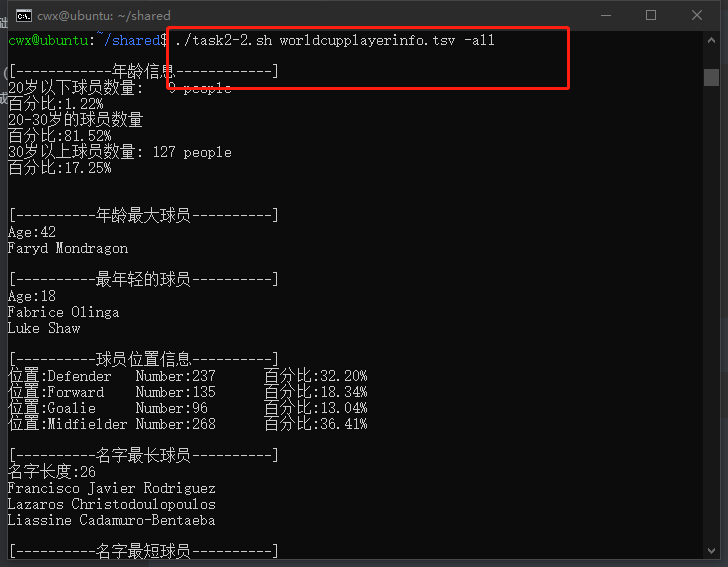 cwx@ubuntu: ~/shared
cwx@ubuntu:~/shared$ ./task2-2.sh worldcupplayerinfo.tsv -all
[------------年龄信息------------]
20岁以下球员数量: 9 people
百分比:1.22%
20-30岁的球员数量
百分比:81.52%
30岁以上球员数量: 127 people
百分比:17.25%
[----------年龄最大球员----------]
Age:42
Faryd Mondragon
[----------最年轻的球员----------]
Age:18
Fabrice Olinga
Luke Shaw
[----------球员位置信息----------]
位置:Defender Number:237 百分比:32.20%
位置:Forward Number:135 百分比:18.34%
位置:Goalie Number:96 百分比:13.04%
位置:Midfielder Number:268 百分比:36.41%
[----------名字最长球员----------]
名字长度:26
Francisco Javier Rodriguez
Lazaros Christodoulopoulos
Liassine Cadamuro-Bentaeba
[----------名字最短球员----------]